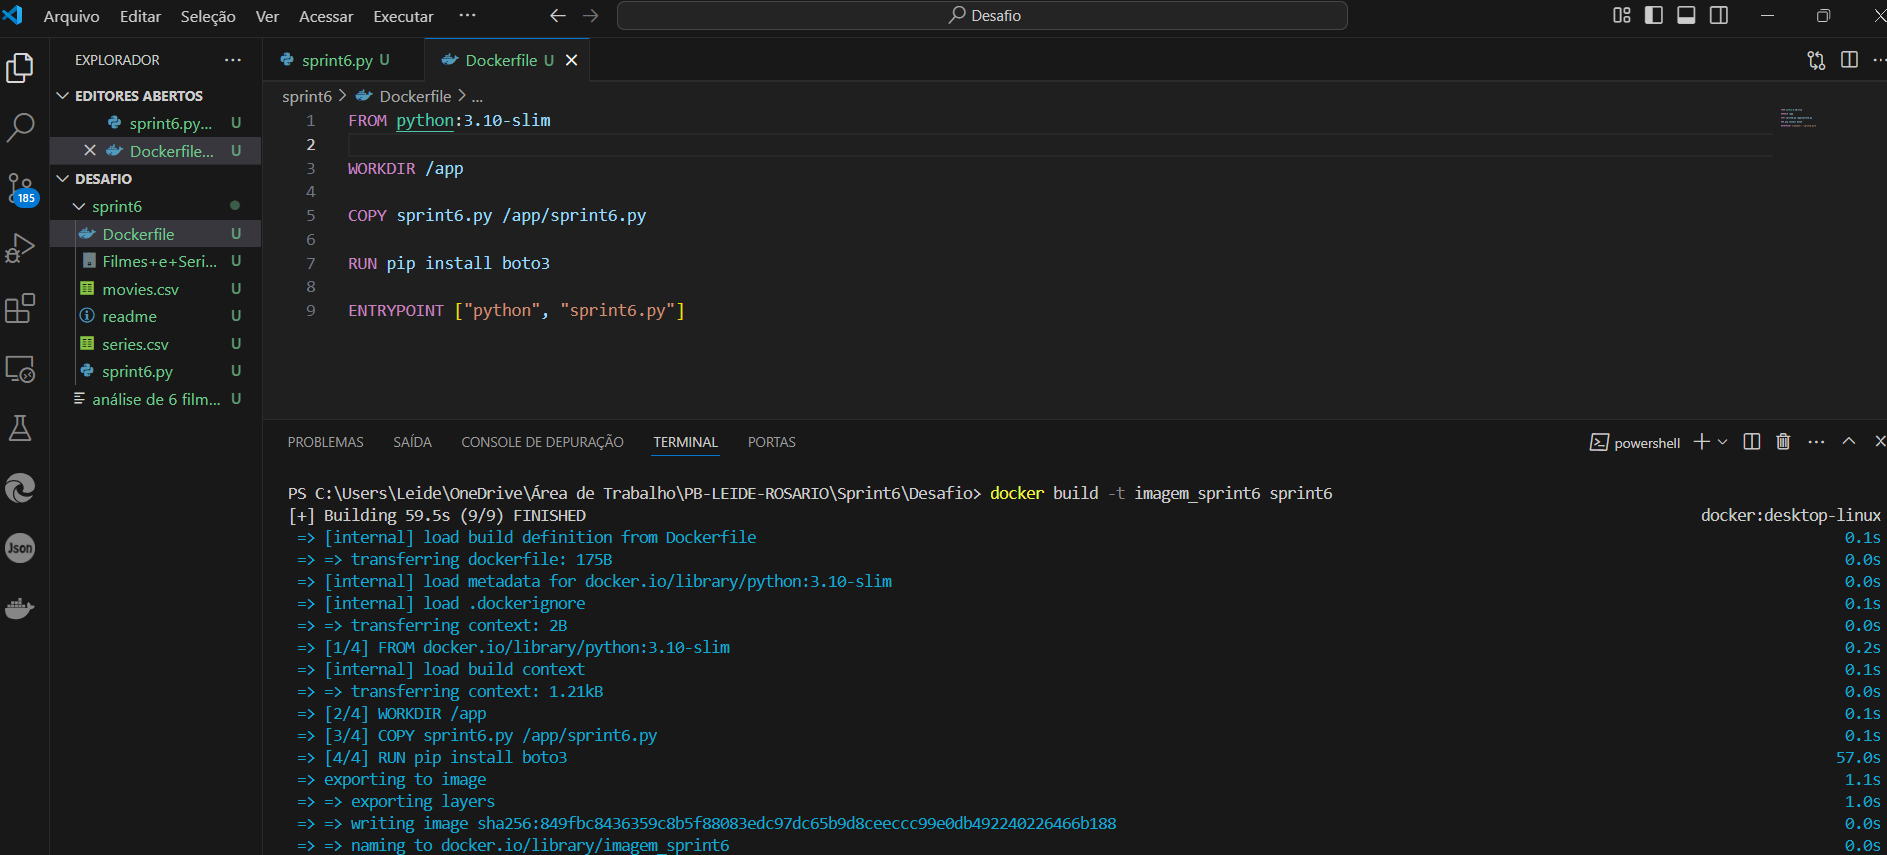 Arquivo Editar Seleção Ver Acessar Executar ··· Desafio
EXPLORADOR ···
EDITORES ABERTOS
sprint6.py... U
Dockerfile... U
DESAFIO
sprint6
Dockerfile U
Filmes+e+Seri... U
movies.csv U
readme U
series.csv U
sprint6.py U
análise de 6 film... U
185
Json
sprint6.py U Dockerfile U
sprint6 > Dockerfile > ...
1 FROM python:3.10-slim
2
3 WORKDIR /app
4
5 COPY sprint6.py /app/sprint6.py
6
7 RUN pip install boto3
8
9 ENTRYPOINT ["python", "sprint6.py"]
PROBLEMAS SAÍDA CONSOLE DE DEPURAÇÃO TERMINAL PORTAS powershell
PS C:\Users\Leide\OneDrive\Área de Trabalho\PB-LEIDE-ROSARIO\Sprint6\Desafio> docker build -t imagem_sprint6 sprint6
[+] Building 59.5s (9/9) FINISHED docker:desktop-linux
=> [internal] load build definition from Dockerfile 0.1s
=> => transferring dockerfile: 175B 0.0s
=> [internal] load metadata for docker.io/library/python:3.10-slim 0.0s
=> [internal] load .dockerignore 0.1s
=> => transferring context: 2B 0.0s
=> [1/4] FROM docker.io/library/python:3.10-slim 0.2s
=> [internal] load build context 0.1s
=> => transferring context: 1.21kB 0.0s
=> [2/4] WORKDIR /app 0.1s
=> [3/4] COPY sprint6.py /app/sprint6.py 0.1s
=> [4/4] RUN pip install boto3 57.0s
=> exporting to image 1.1s
=> => exporting layers 1.0s
=> => writing image sha256:849fbc8436359c8b5f88083edc97dc65b9d8ceeccc99e0db492240226466b188 0.0s
=> => naming to docker.io/library/imagem_sprint6 0.0s